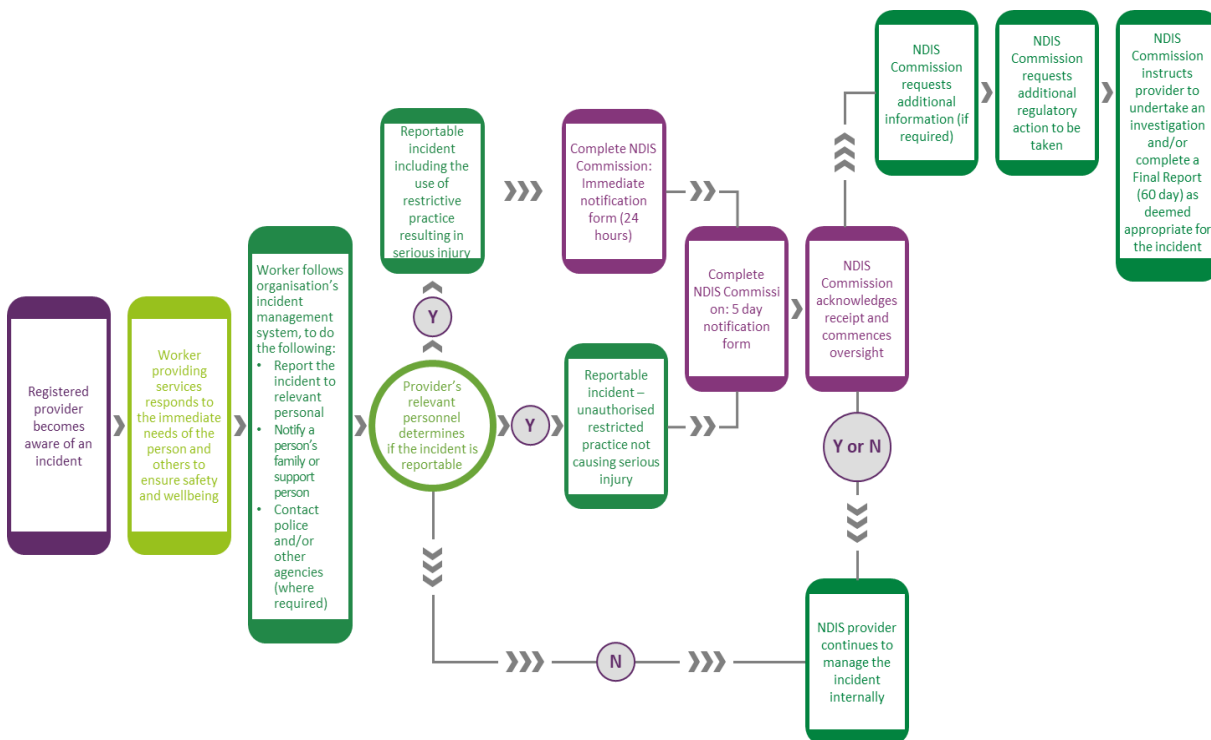 Registered
provider
becomes
aware of an
incident
Worker
providing
services
responds to
the immediate
needs of the
person and
others to
ensure safety
and wellbeing
Worker follows
organisation's
incident
management
system, to do
the following:
• Report the
incident to
relevant
personal
• Notify a
person's
family or
support
person
• Contact
police
and/or
other
agencies
(where
required)
Provider's
relevant
personnel
determines
if the incident is
reportable
Y
Reportable
incident
including the
use of
restrictive
practice
resulting in
serious injury
Complete NDIS
Commission:
Immediate
notification
form (24
hours)
Y
Reportable
incident –
unauthorised
restricted
practice not
causing serious
injury
Complete
NDIS Commissi
on: 5 day
notification
form
NDIS
Commission
acknowledges
receipt and
commences
oversight
NDIS
Commission
requests
additional
information (if
required)
NDIS
Commission
requests
additional
regulatory
action to be
taken
NDIS
Commission
instructs
provider to
undertake an
investigation
and/or
complete a
Final Report
(60 day) as
deemed
appropriate for
the incident
Y or N
N
NDIS provider
continues to
manage the
incident
internally